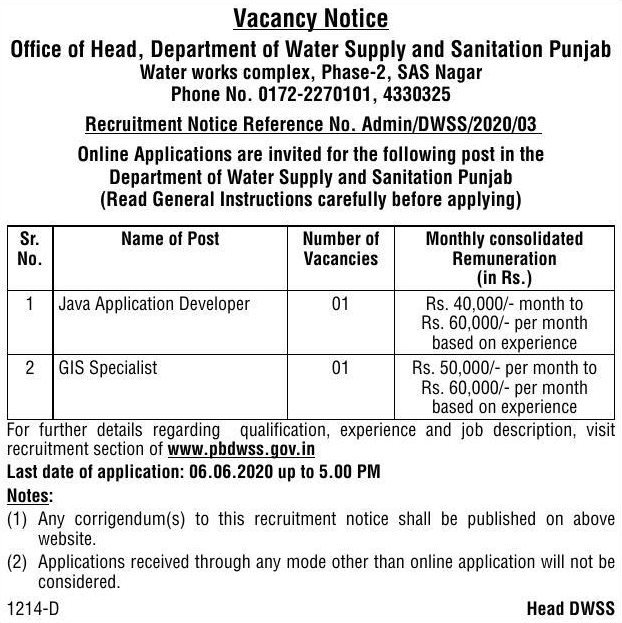 Vacancy Notice
Office of Head, Department of Water Supply and Sanitation Punjab
Water works complex, Phase-2, SAS Nagar
Phone No. 0172-2270101, 4330325
Recruitment Notice Reference No. Admin/DWSS/2020/03
Online Applications are invited for the following post in the
Department of Water Supply and Sanitation Punjab
(Read General Instructions carefully before applying)
Sr. No. Name of Post Number of Vacancies Monthly consolidated Remuneration (in Rs.)
1 Java Application Developer 01 Rs. 40,000/- month to Rs. 60,000/- per month based on experience
2 GIS Specialist 01 Rs. 50,000/- per month to Rs. 60,000/- per month based on experience
For further details regarding qualification, experience and job description, visit
recruitment section of www.pbdwss.gov.in
Last date of application: 06.06.2020 up to 5.00 PM
Notes:
(1) Any corrigendum(s) to this recruitment notice shall be published on above
website.
(2) Applications received through any mode other than online application will not be
considered.
1214-D Head DWSS